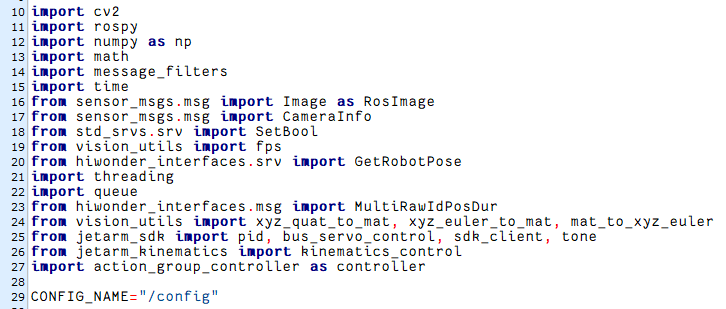 10 import cv2
11 import rospy
12 import numpy as np
13 import math
14 import message_filters
15 import time
16 from sensor_msgs.msg import Image as RosImage
17 from sensor_msgs.msg import CameraInfo
18 from std_srvs.srv import SetBool
19 from vision_utils import fps
20 from hiwonder_interfaces.srv import GetRobotPose
21 import threading
22 import queue
23 from hiwonder_interfaces.msg import MultiRawIdPosDur
24 from vision_utils import xyz_quat_to_mat, xyz_euler_to_mat, mat_to_xyz_euler
25 from jetarm_sdk import pid, bus_servo_control, sdk_client, tone
26 from jetarm_kinematics import kinematics_control
27 import action_group_controller as controller
28
29 CONFIG_NAME="/config"